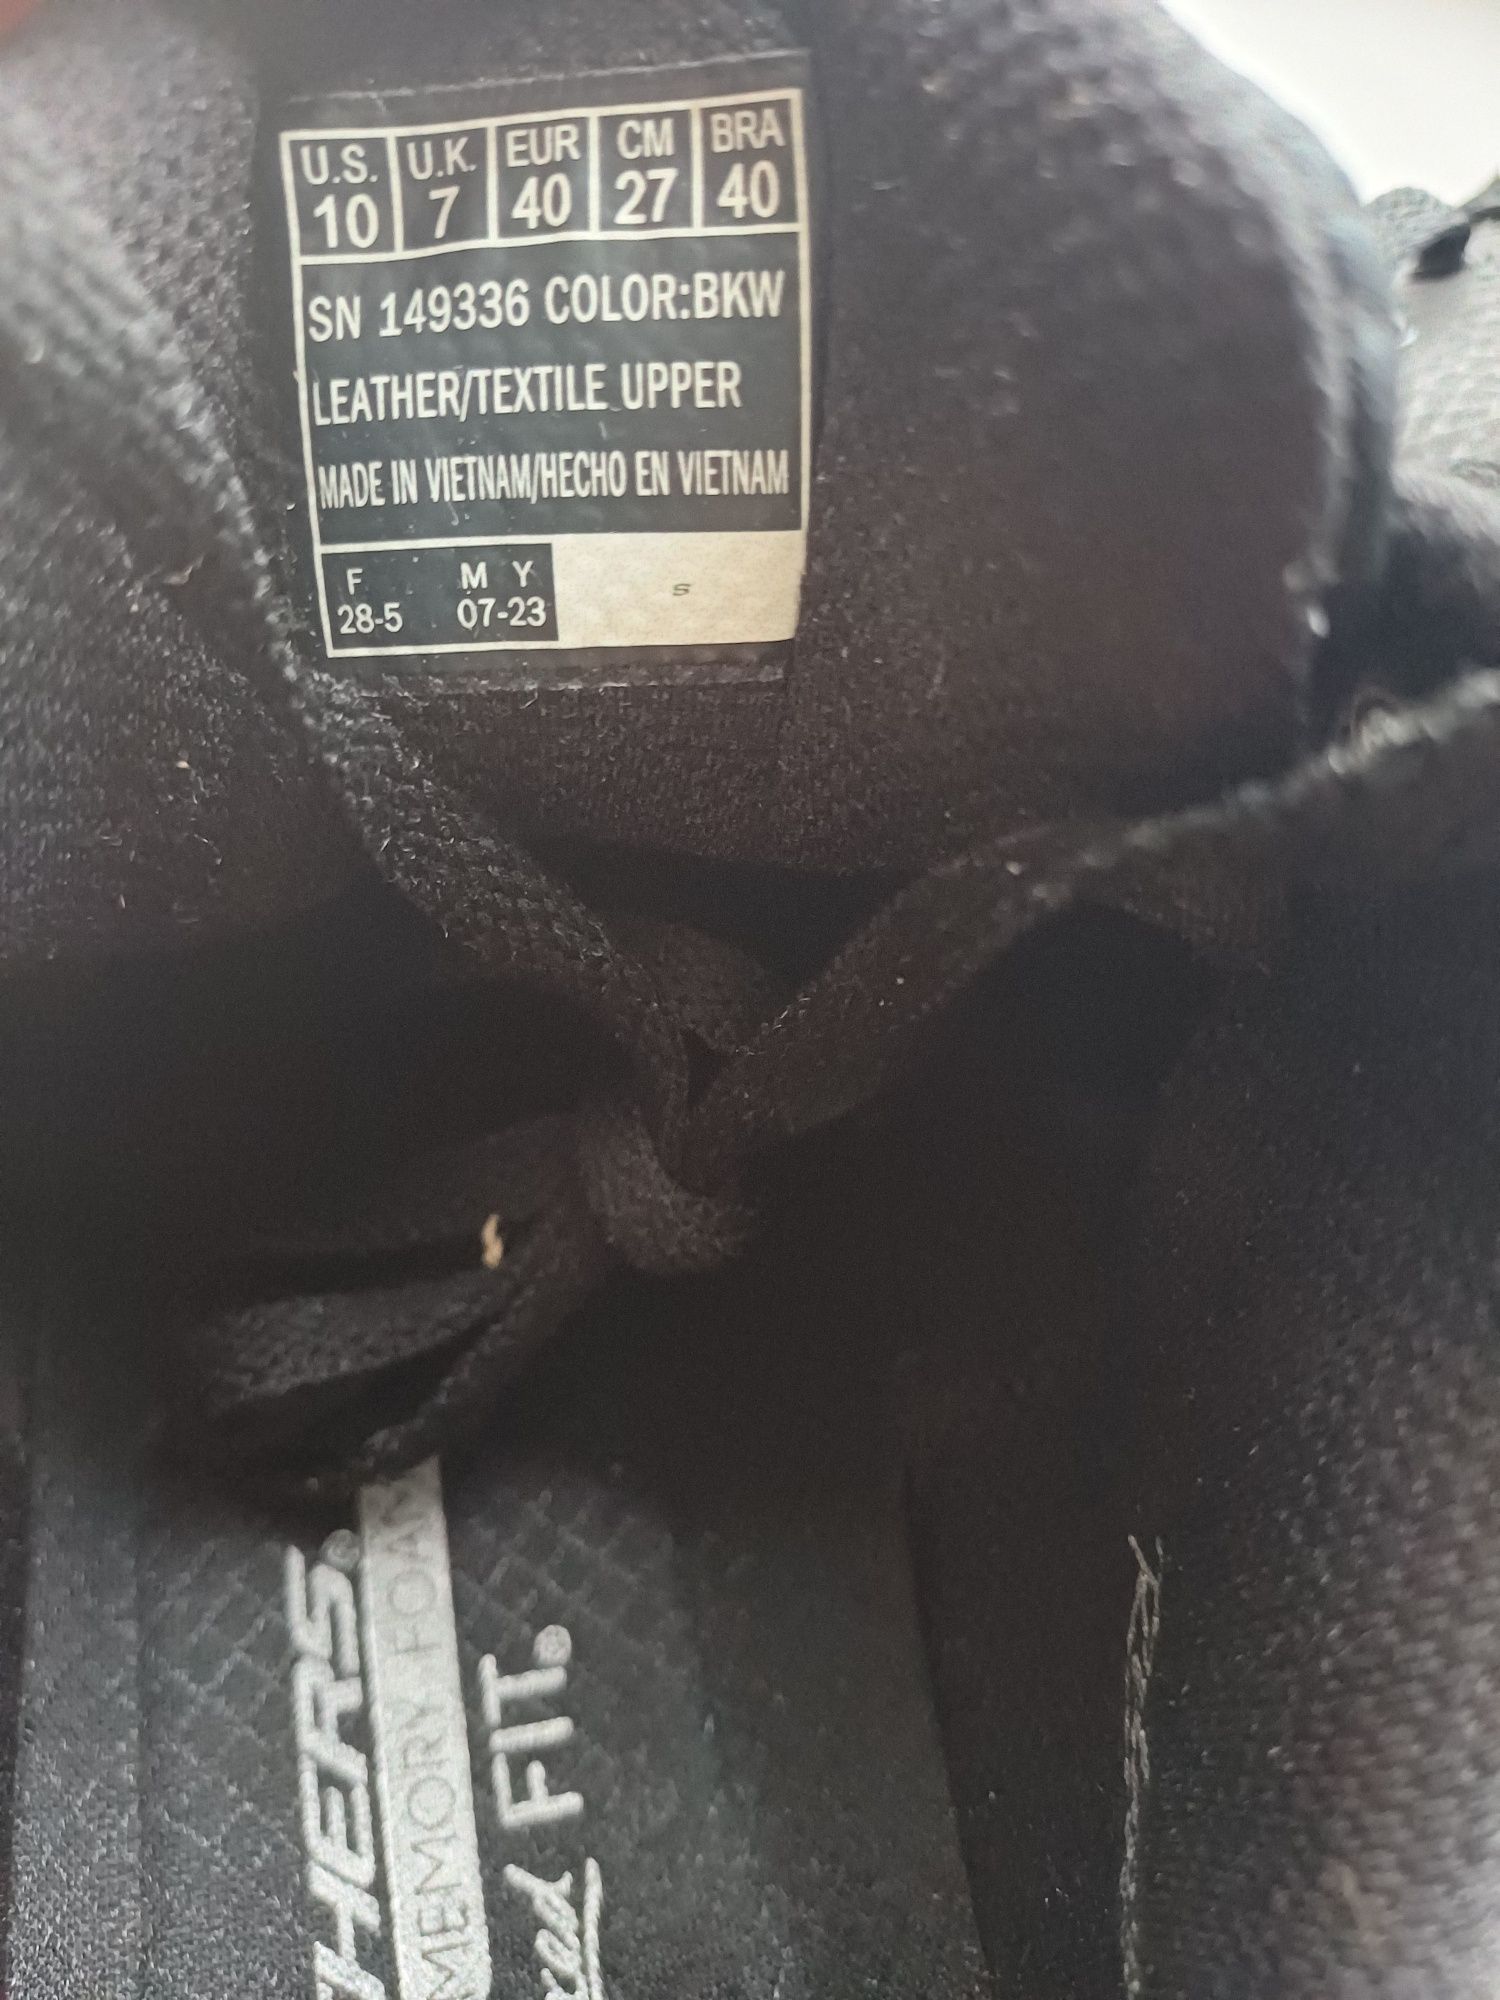 U.S. U.K. EUR CM BRA
10 7 40 27 40
SN 149336 COLOR:BKW
LEATHER/TEXTILE UPPER
MADE IN VIETNAM/HECHO EN VIETNAM
F M Y
28-5 07-23
S
HERS®
MEMORY FOAM
FIT®